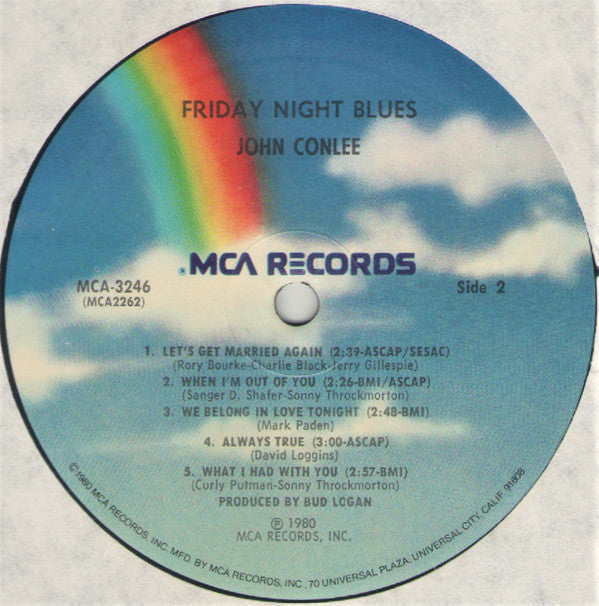 FRIDAY NIGHT BLUES
JOHN CONLEE
MCA RECORDS
MCA-3246
(MCA2262)
Side 2
1. LET'S GET MARRIED AGAIN (2:39-ASCAP/SESAC)
(Rory Bourke-Charlie Black-Jerry Gillespie)
2. WHEN I'M OUT OF YOU (2:26-BMI/ASCAP)
(Sanger D. Shafer-Sonny Throckmorton)
3. WE BELONG IN LOVE TONIGHT (2:48-BMI)
(Mark Paden)
4. ALWAYS TRUE (3:00-ASCAP)
(David Loggins)
5. WHAT I HAD WITH YOU (2:57-BMI)
(Curly Putman-Sonny Throckmorton)
PRODUCED BY BUD LOGAN
℗ 1980
MCA RECORDS, INC.
©1980 MCA RECORDS, INC. MFD. BY MCA RECORDS, INC., 70 UNIVERSAL PLAZA, UNIVERSAL CITY, CALIF. 91608